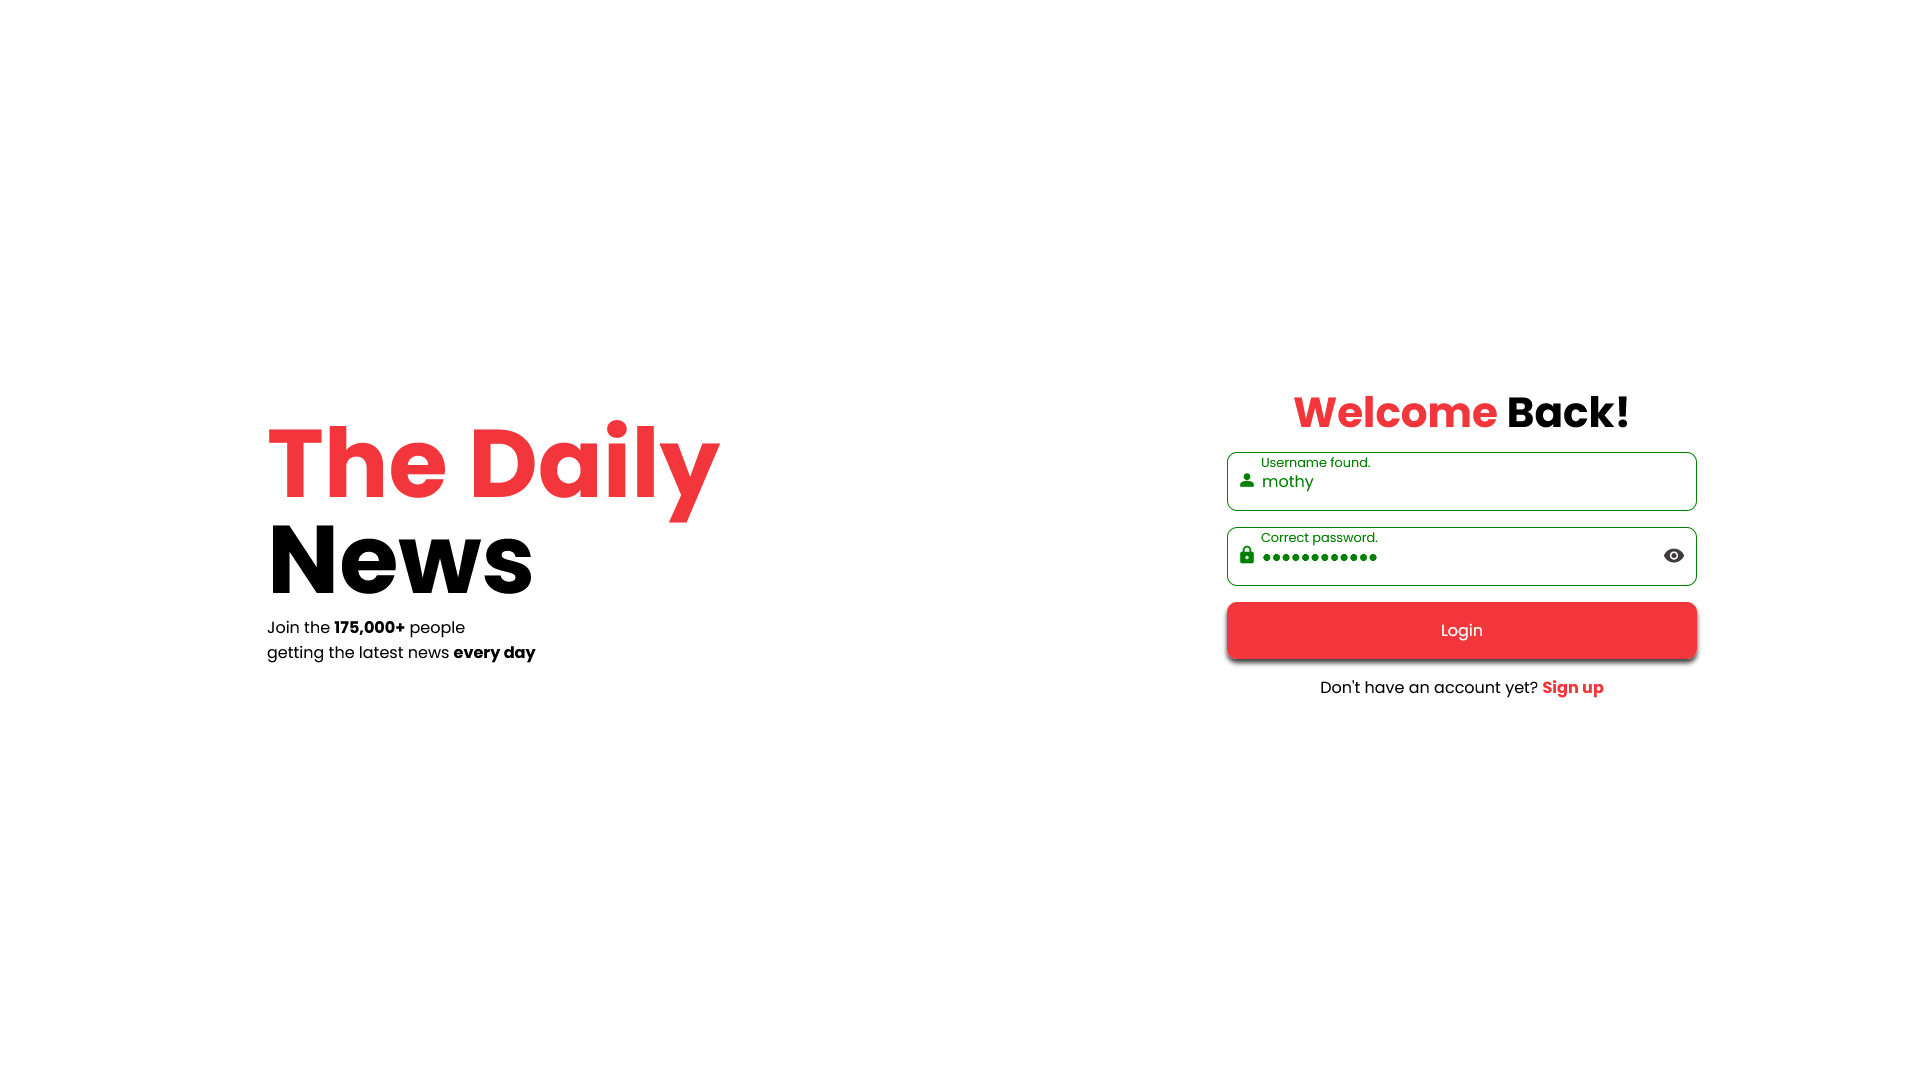 The Daily
News
Join the 175,000+ people
getting the latest news every day
Welcome Back!
Username found.
mothy
Correct password.
••••••••••••
Login
Don't have an account yet? Sign up